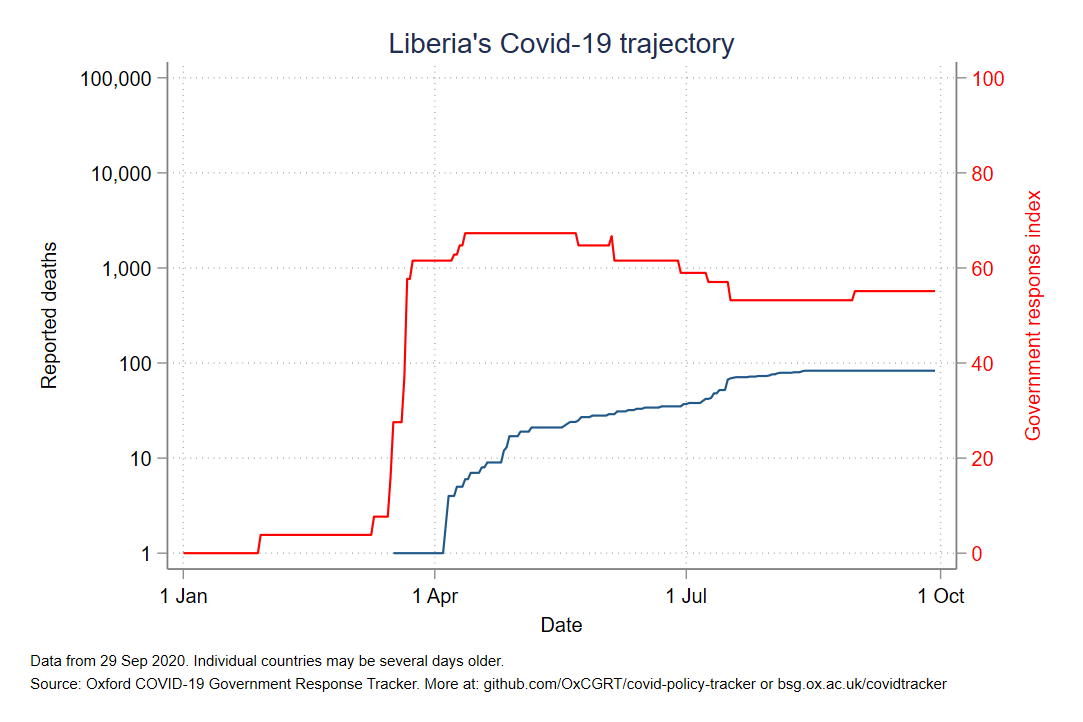 Liberia's Covid-19 trajectory
100,000
10,000
1,000
100
10
1
Reported deaths
100
80
60
40
20
0
Government response index
1 Jan
1 Apr
1 Jul
1 Oct
Date
Data from 29 Sep 2020. Individual countries may be several days older.
Source: Oxford COVID-19 Government Response Tracker. More at: github.com/OxCGRT/covid-policy-tracker or bsg.ox.ac.uk/covidtracker